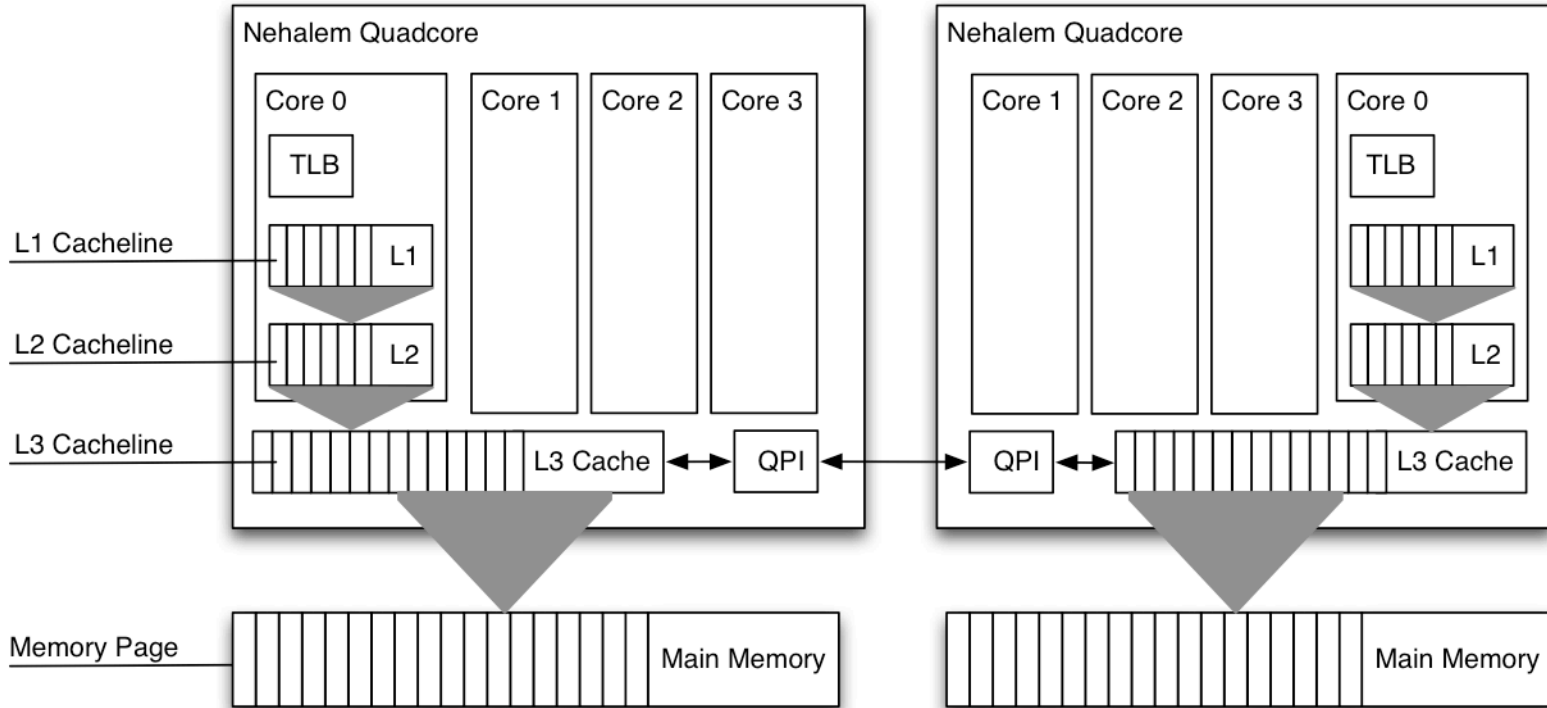 Nehalem Quadcore
Core 0
Core 1
Core 2
Core 3
TLB
L1 Cacheline
L1
L2 Cacheline
L2
L3 Cacheline
L3 Cache
QPI
Memory Page
Main Memory
Nehalem Quadcore
Core 1
Core 2
Core 3
Core 0
TLB
L1
L2
QPI
L3 Cache
Main Memory